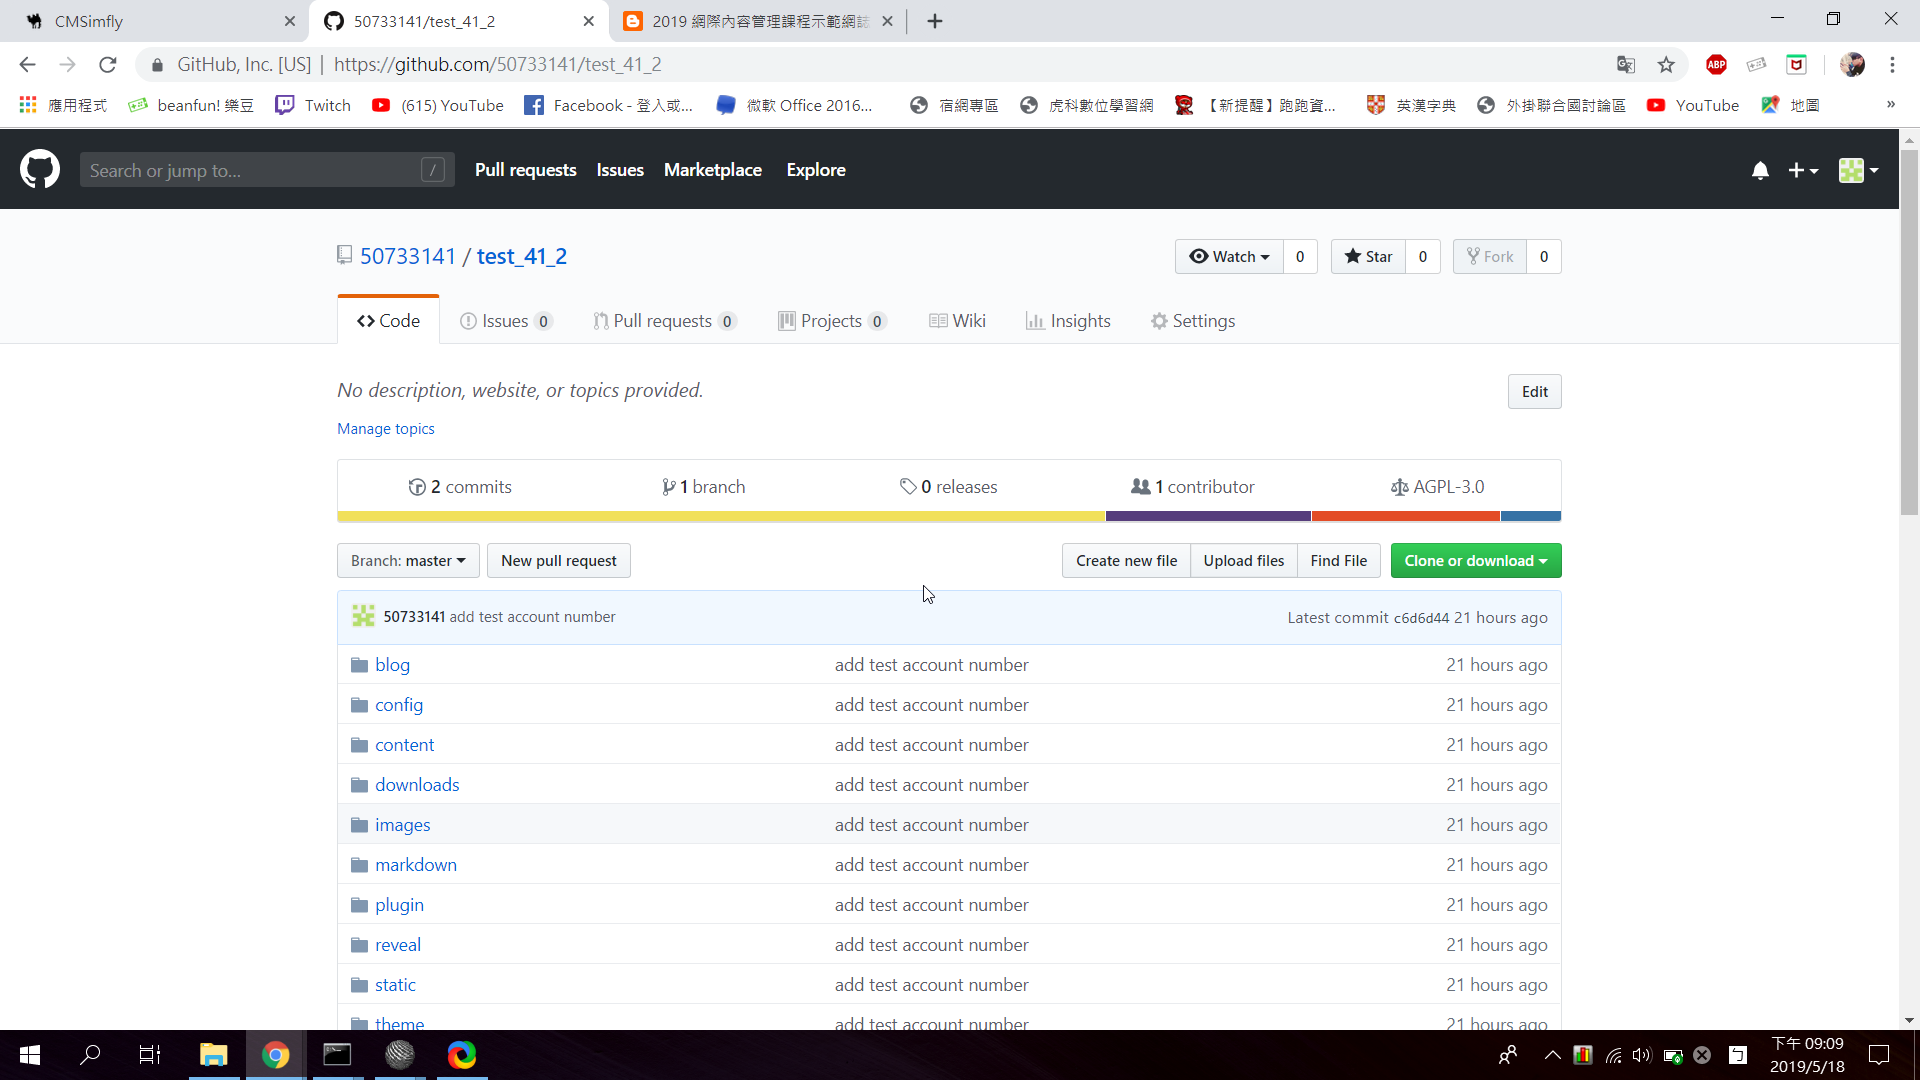 CMSimfly
50733141/test_41_2
2019 網際內容管理課程示範網誌
GitHub, Inc. [US] | https://github.com/50733141/test_41_2
ABP
應用程式 beanfun! 樂豆 Twitch (615) YouTube Facebook - 登入或... 微軟 Office 2016... 宿網專區 虎科數位學習網 【新提醒】跑跑資... 英漢字典 外掛聯合國討論區 YouTube 地圖 »
Search or jump to... / Pull requests Issues Marketplace Explore
50733141 / test_41_2
Watch 0 Star 0 Fork 0
Code Issues 0 Pull requests 0 Projects 0 Wiki Insights Settings
No description, website, or topics provided.
Edit
Manage topics
2 commits 1 branch 0 releases 1 contributor AGPL-3.0
Branch: master New pull request Create new file Upload files Find File Clone or download
50733141 add test account number Latest commit c6d6d44 21 hours ago
blog add test account number 21 hours ago
config add test account number 21 hours ago
content add test account number 21 hours ago
downloads add test account number 21 hours ago
images add test account number 21 hours ago
markdown add test account number 21 hours ago
plugin add test account number 21 hours ago
reveal add test account number 21 hours ago
static add test account number 21 hours ago
theme add test account number 21 hours ago
下午 09:09
2019/5/18